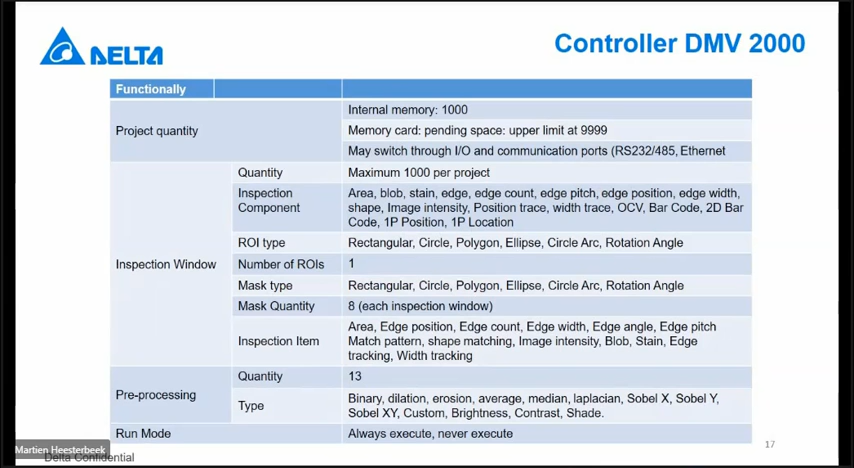 DELTA
Controller DMV 2000
Functionally
Project quantity
Internal memory: 1000
Memory card: pending space: upper limit at 9999
May switch through I/O and communication ports (RS232/485, Ethernet
Inspection Window
Quantity
Maximum 1000 per project
Inspection
Component
Area, blob, stain, edge, edge count, edge pitch, edge position, edge width,
shape, Image intensity, Position trace, width trace, OCV, Bar Code, 2D Bar
Code, 1P Position, 1P Location
ROI type
Rectangular, Circle, Polygon, Ellipse, Circle Arc, Rotation Angle
Number of ROIs
1
Mask type
Rectangular, Circle, Polygon, Ellipse, Circle Arc, Rotation Angle
Mask Quantity
8 (each inspection window)
Inspection Item
Area, Edge position, Edge count, Edge width, Edge angle, Edge pitch
Match pattern, shape matching, Image intensity, Blob, Stain, Edge
tracking, Width tracking
Pre-processing
Quantity
13
Type
Binary, dilation, erosion, average, median, laplacian, Sobel X, Sobel Y,
Sobel XY, Custom, Brightness, Contrast, Shade.
Run Mode
Always execute, never execute
Martien Heesterbeek
Delta Confidential
17